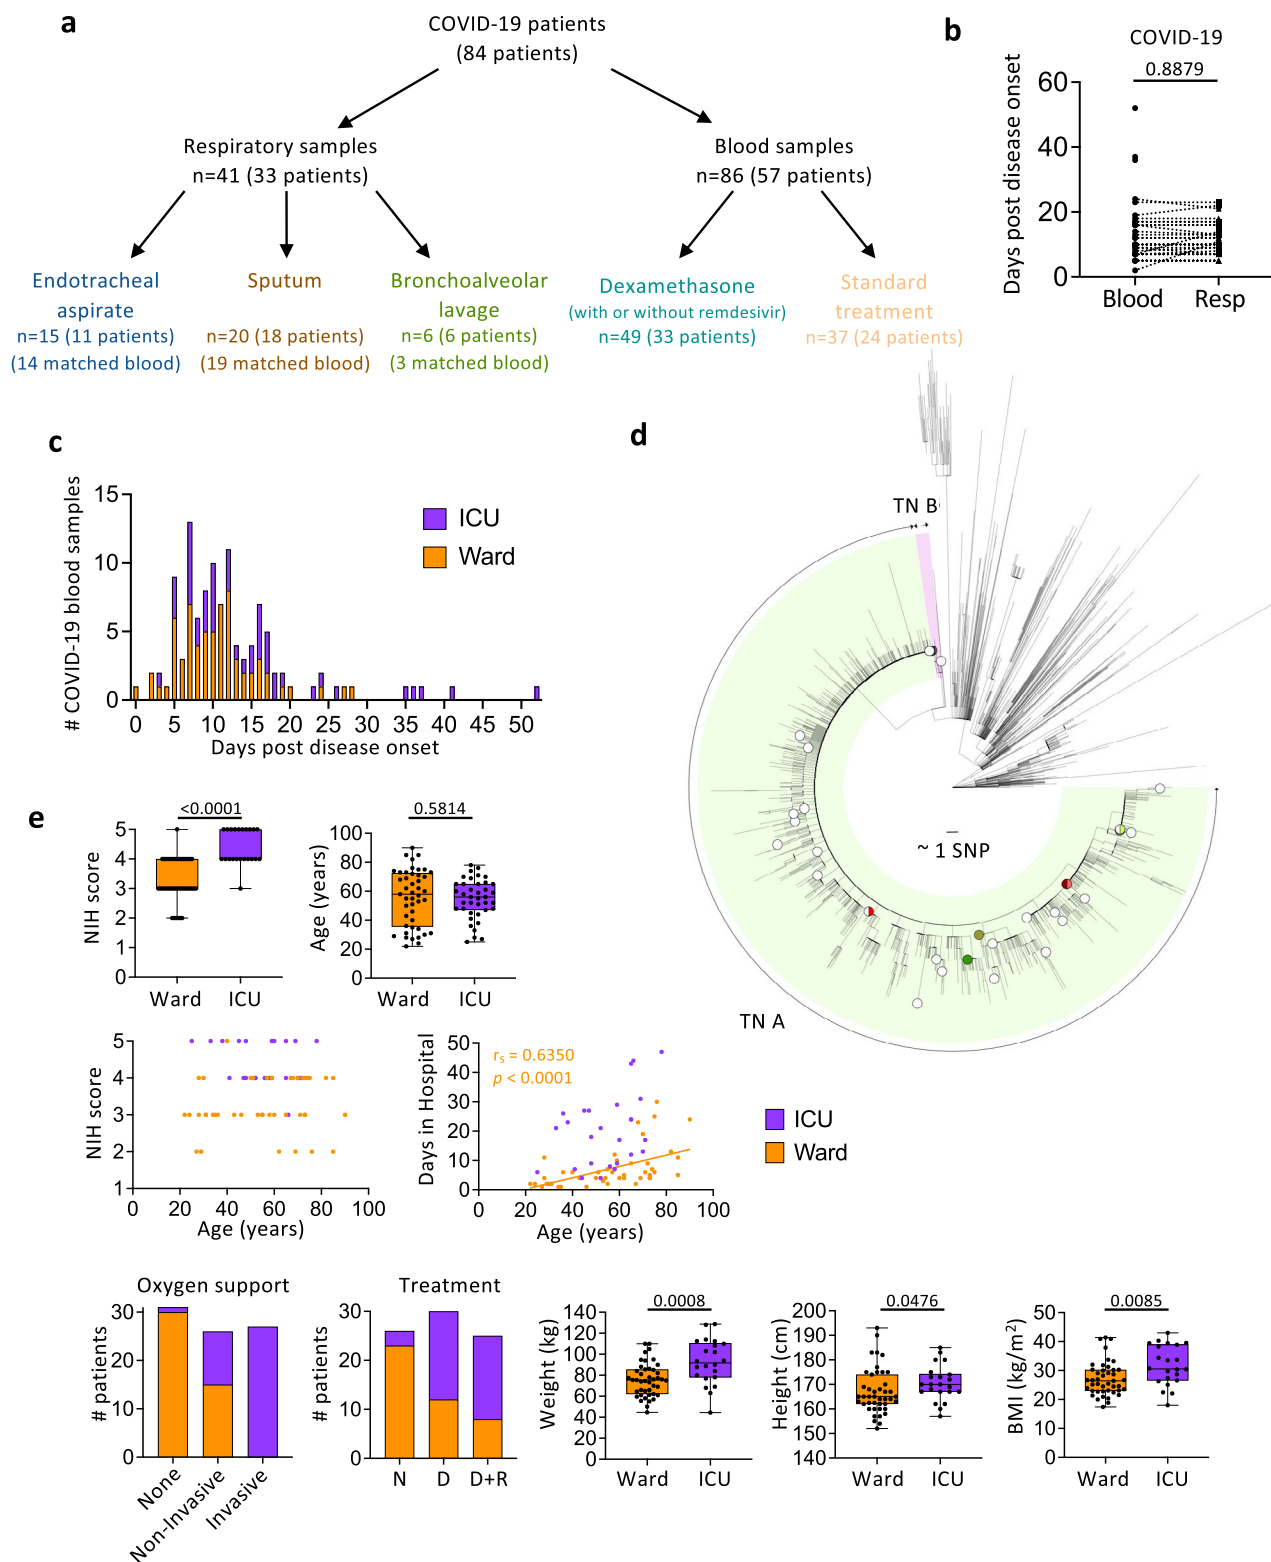 a
COVID-19 patients
(84 patients)
Respiratory samples
n=41 (33 patients)
Blood samples
n=86 (57 patients)
Endotracheal
aspirate
n=15 (11 patients)
(14 matched blood)
Sputum
n=20 (18 patients)
(19 matched blood)
Bronchoalveolar
lavage
n=6 (6 patients)
(3 matched blood)
Dexamethasone
(with or without remdesivir)
n=49 (33 patients)
Standard
treatment
n=37 (24 patients)
b
COVID-19
0.8879
Days post disease onset
60
40
20
0
Blood
Resp
c
# COVID-19 blood samples
15
10
5
0
ICU
Ward
0 5 10 15 20 25 30 35 40 45 50
Days post disease onset
d
TN B
TN A
~ 1 SNP
e
<0.0001
NIH score
5
4
3
2
1
0
Ward
ICU
0.5814
Age (years)
100
80
60
40
20
0
Ward
ICU
NIH score
5
4
3
2
1
0 20 40 60 80 100
Age (years)
Days in Hospital
50
40
30
20
10
0
rs = 0.6350
p < 0.0001
0 20 40 60 80 100
Age (years)
ICU
Ward
Oxygen support
# patients
30
20
10
0
None
Non-Invasive
Invasive
Treatment
# patients
30
20
10
0
N
D
D+R
0.0008
Weight (kg)
140
120
100
80
60
40
20
0
Ward
ICU
0.0476
Height (cm)
200
190
180
170
160
150
140
Ward
ICU
0.0085
BMI (kg/m²)
50
40
30
20
10
0
Ward
ICU